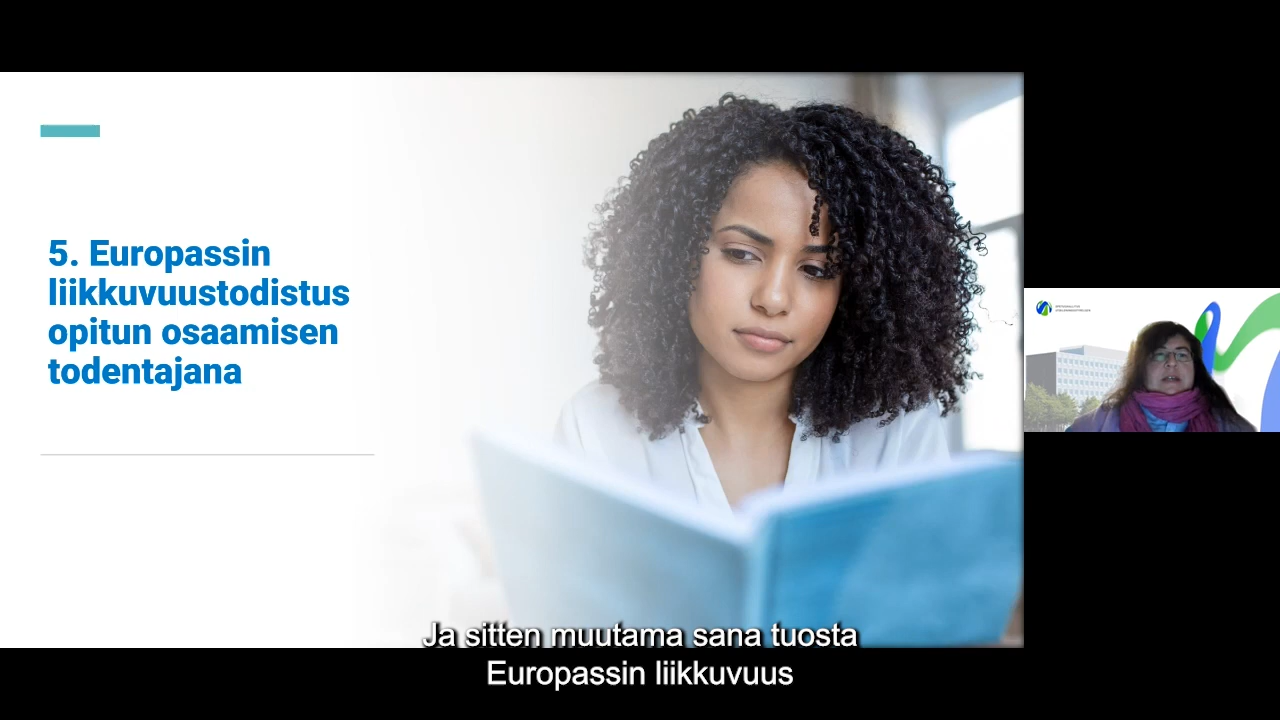 5. Europassin
liikkuvuustodistus
opitun osaamisen
todentajana
Ja sitten muutama sana tuosta
Europassin liikkuvuus